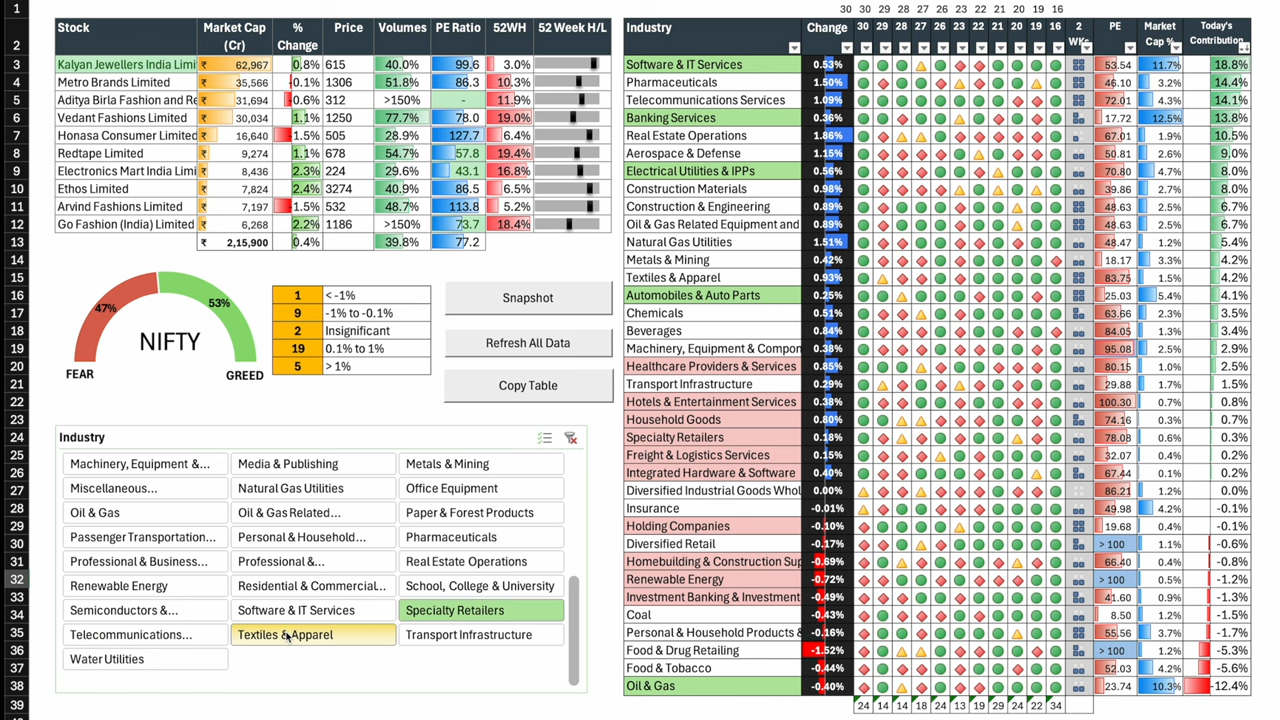 1 30 30 29 28 27 26 23 22 21 20 19 16
2 Stock Market Cap (Cr) % Change Price Volumes PE Ratio 52WH 52 Week H/L Industry Change 2 Wks PE Market Cap % Today's Contribution
3 Kalyan Jewellers India Limi ₹ 62,967 0.8% 615 40.0% 99.6 3.0% Software & IT Services 0.53% 53.54 11.7% 18.8%
4 Metro Brands Limited ₹ 35,566 -0.1% 1306 51.8% 86.3 10.3% Pharmaceuticals 1.50% 46.10 3.2% 14.4%
5 Aditya Birla Fashion and Re ₹ 31,694 -0.6% 312 >150% - 11.9% Telecommunications Services 1.09% 72.01 4.3% 14.1%
6 Vedant Fashions Limited ₹ 30,034 1.1% 1250 77.7% 78.0 19.0% Banking Services 0.36% 17.72 12.5% 13.8%
7 Honasa Consumer Limited ₹ 16,640 1.5% 505 28.9% 127.7 6.4% Real Estate Operations 1.86% 67.01 1.9% 10.5%
8 Redtape Limited ₹ 9,274 1.1% 678 54.7% 57.8 19.4% Aerospace & Defense 1.15% 50.81 2.6% 9.0%
9 Electronics Mart India Limi ₹ 8,436 2.3% 224 29.6% 43.1 16.8% Electrical Utilities & IPPs 0.56% 70.80 4.7% 8.0%
10 Ethos Limited ₹ 7,824 2.4% 3274 40.9% 86.5 6.5% Construction Materials 0.98% 39.86 2.7% 8.0%
11 Arvind Fashions Limited ₹ 7,197 1.5% 532 48.7% 113.8 5.2% Construction & Engineering 0.89% 48.63 2.6% 6.7%
12 Go Fashion (India) Limited ₹ 6,268 2.2% 1186 >150% 73.7 18.4% Oil & Gas Related Equipment and 0.89% 48.63 2.6% 6.7%
13 ₹ 2,15,900 0.4% 39.8% 77.2 Natural Gas Utilities 1.51% 48.47 1.2% 5.4%
14 Metals & Mining 0.42% 18.17 3.3% 4.2%
15 Textiles & Apparel 0.93% 83.75 1.5% 4.2%
16 47% 53% 1 < -1% Snapshot Automobiles & Auto Parts 0.25% 25.03 5.4% 4.1%
17 9 -1% to -0.1% Chemicals 0.51% 63.66 2.3% 3.5%
18 NIFTY 2 Insignificant Refresh All Data Beverages 0.84% 84.05 1.3% 3.4%
19 19 0.1% to 1% Machinery, Equipment & Compon 0.38% 95.08 2.5% 2.9%
20 FEAR GREED 5 > 1% Healthcare Providers & Services 0.85% 80.15 1.0% 2.5%
21 Copy Table Transport Infrastructure 0.29% 29.88 1.7% 1.5%
22 Hotels & Entertainment Services 0.38% 100.30 0.7% 0.8%
23 Household Goods 0.80% 74.16 0.3% 0.7%
24 Industry Specialty Retailers 0.18% 78.08 0.6% 0.3%
25 Machinery, Equipment &... Media & Publishing Metals & Mining Freight & Logistics Services 0.15% 32.07 0.4% 0.2%
26 Miscellaneous... Natural Gas Utilities Office Equipment Integrated Hardware & Software 0.40% 67.44 0.1% 0.2%
27 Diversified Industrial Goods Whol 0.00% 86.21 1.2% 0.0%
28 Oil & Gas Oil & Gas Related... Paper & Forest Products Insurance -0.01% 49.98 4.2% -0.1%
29 Passenger Transportation... Personal & Household... Pharmaceuticals Holding Companies -0.10% 19.68 0.4% -0.1%
30 Diversified Retail -0.17% > 100 1.1% -0.6%
31 Professional & Business... Professional &... Real Estate Operations Homebuilding & Construction Sup -0.69% 66.40 0.4% -0.8%
32 Renewable Energy Residential & Commercial... School, College & University Renewable Energy -0.72% > 100 0.5% -1.2%
33 Investment Banking & Investment -0.49% 41.60 0.9% -1.3%
34 Semiconductors &... Software & IT Services Specialty Retailers Coal -0.43% 8.50 1.2% -1.5%
35 Telecommunications... Textiles & Apparel Transport Infrastructure Personal & Household Products & -0.16% 55.56 3.7% -1.7%
36 Water Utilities Food & Drug Retailing -1.52% > 100 1.2% -5.3%
37 Food & Tobacco -0.44% 52.03 4.2% -5.6%
38 Oil & Gas -0.40% 23.74 10.3% -12.4%
39 24 14 14 18 24 13 19 29 24 22 34